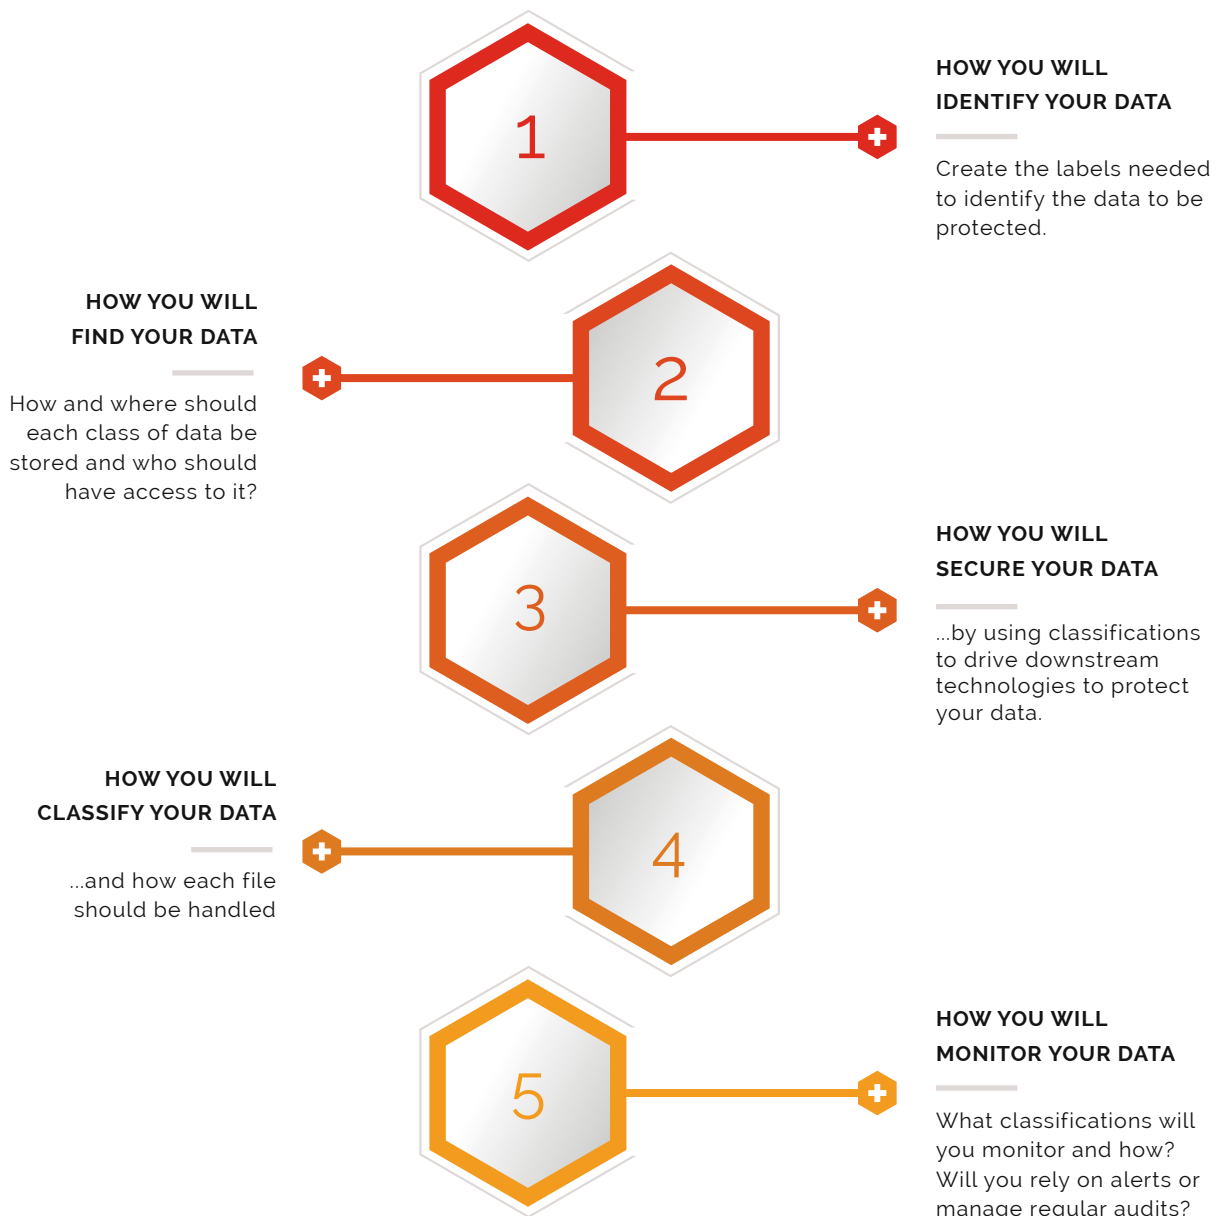 1
HOW YOU WILL
IDENTIFY YOUR DATA
Create the labels needed
to identify the data to be
protected.
2
HOW YOU WILL
FIND YOUR DATA
How and where should
each class of data be
stored and who should
have access to it?
3
HOW YOU WILL
SECURE YOUR DATA
...by using classifications
to drive downstream
technologies to protect
your data.
4
HOW YOU WILL
CLASSIFY YOUR DATA
...and how each file
should be handled
5
HOW YOU WILL
MONITOR YOUR DATA
What classifications will
you monitor and how?
Will you rely on alerts or
manage regular audits?